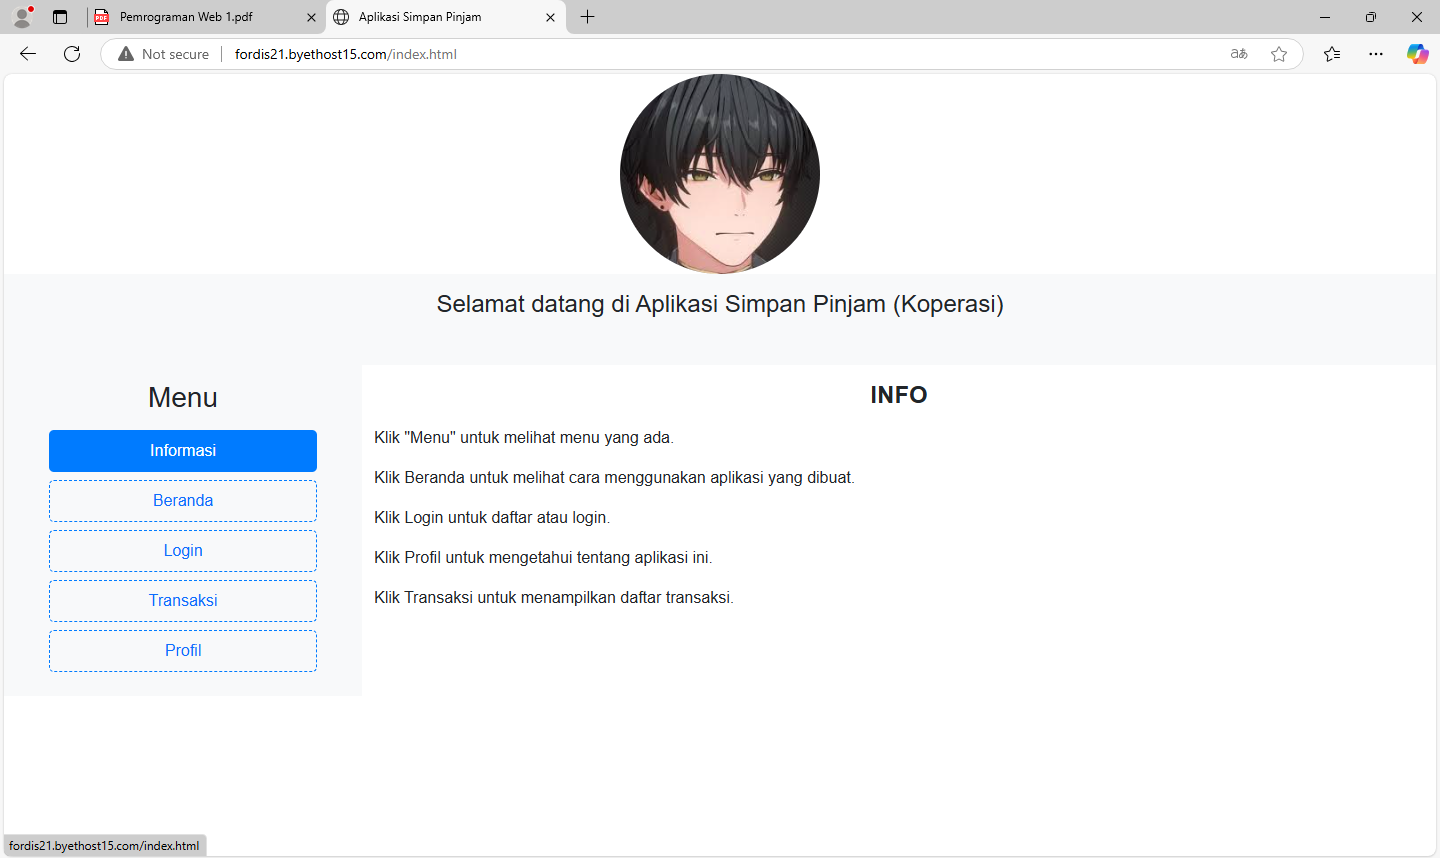 Pemrograman Web 1.pdf
Aplikasi Simpan Pinjam
Not secure
fordis21.byethost15.com/index.html
Selamat datang di Aplikasi Simpan Pinjam (Koperasi)
Menu
Informasi
Beranda
Login
Transaksi
Profil
INFO
Klik "Menu" untuk melihat menu yang ada.
Klik Beranda untuk melihat cara menggunakan aplikasi yang dibuat.
Klik Login untuk daftar atau login.
Klik Profil untuk mengetahui tentang aplikasi ini.
Klik Transaksi untuk menampilkan daftar transaksi.
fordis21.byethost15.com/index.html